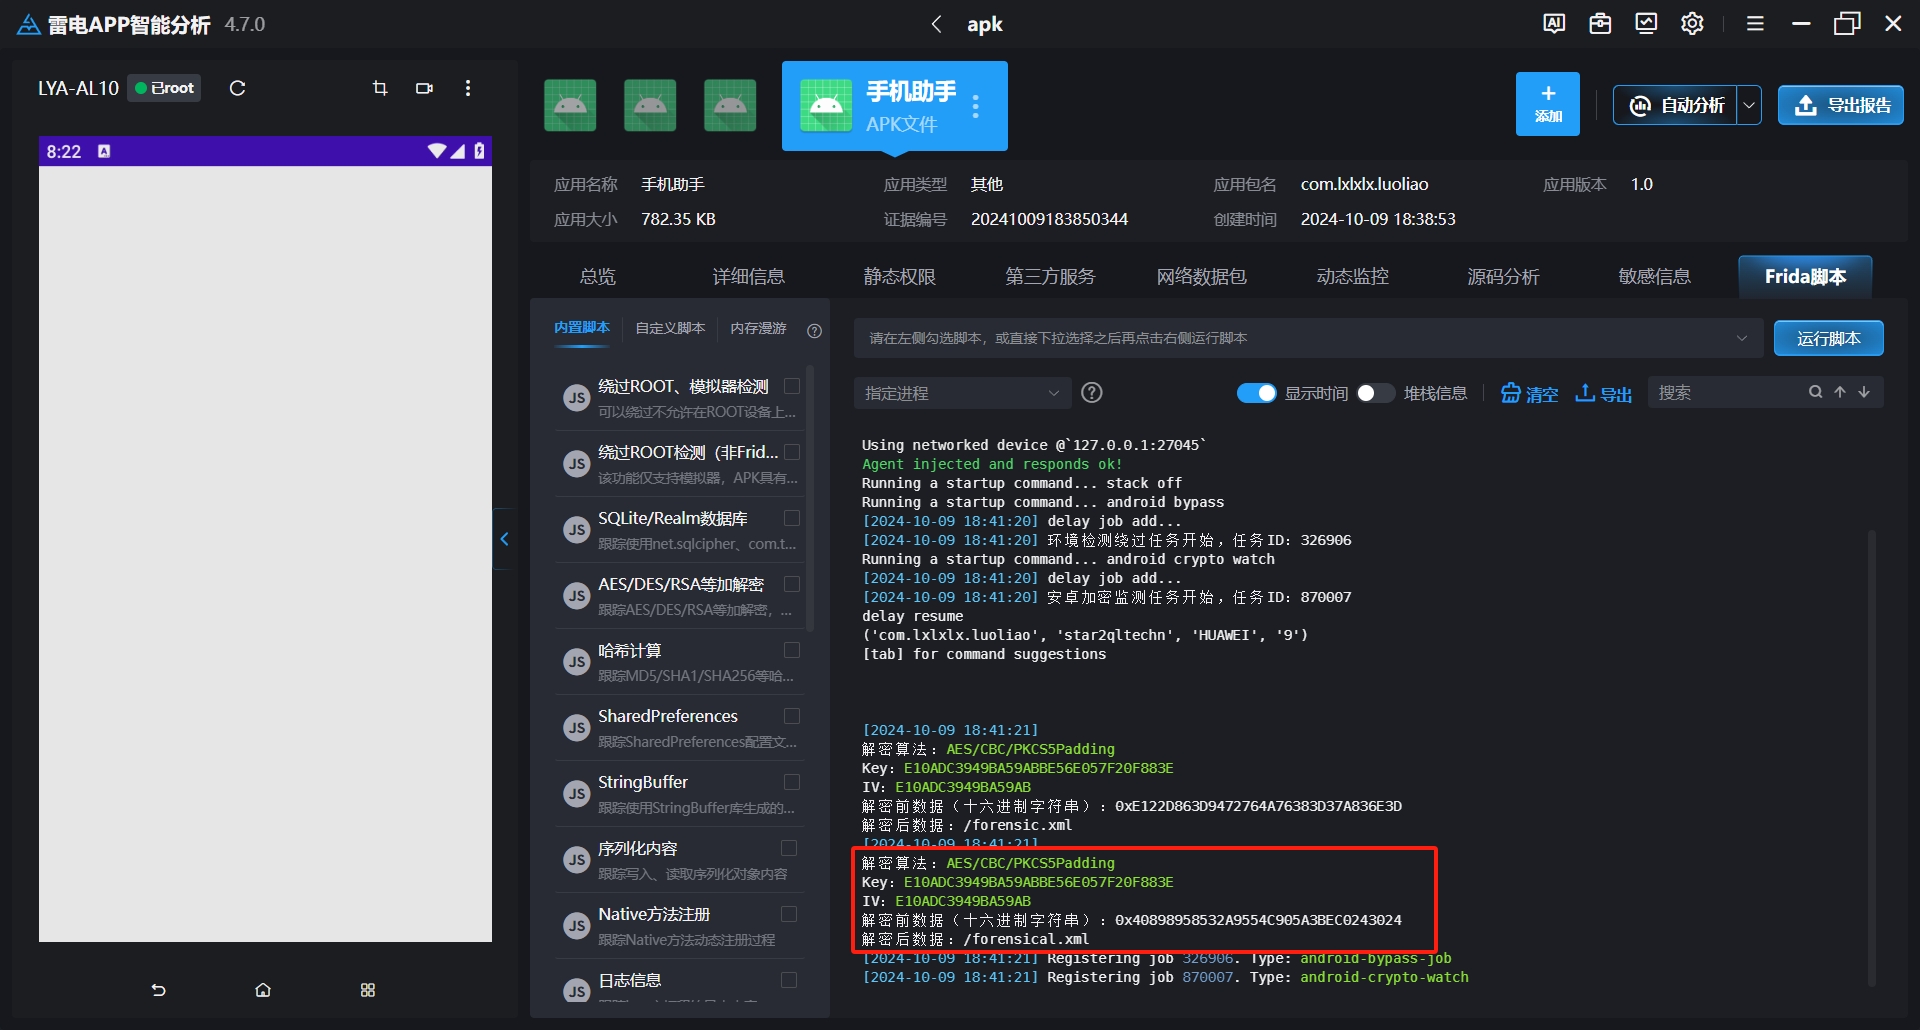 雷电APP智能分析 4.7.0
apk
AI
LYA-AL10 已root
8:22
手机助手
APK文件
添加
自动分析
导出报告
应用名称 手机助手 应用类型 其他 应用包名 com.lxlxlx.luoliao 应用版本 1.0
应用大小 782.35 KB 证据编号 20241009183850344 创建时间 2024-10-09 18:38:53
总览 详细信息 静态权限 第三方服务 网络数据包 动态监控 源码分析 敏感信息 Frida脚本
内置脚本 自定义脚本 内存漫游
JS 绕过ROOT、模拟器检测
可以绕过不允许在ROOT设备上...
JS 绕过ROOT检测（非Frid...
该功能仅支持模拟器，APK具有...
JS SQLite/Realm数据库
跟踪使用net.sqlcipher、com.t...
JS AES/DES/RSA等加解密
跟踪AES/DES/RSA等加解密，...
JS 哈希计算
跟踪MD5/SHA1/SHA256等哈...
JS SharedPreferences
跟踪SharedPreferences配置文...
JS StringBuffer
跟踪使用StringBuffer库生成的...
JS 序列化内容
跟踪写入、读取序列化对象内容
JS Native方法注册
跟踪Native方法动态注册过程
JS 日志信息
请在左侧勾选脚本，或直接下拉选择之后再点击右侧运行脚本 运行脚本
指定进程 显示时间 堆栈信息 清空 导出 搜索
Using networked device @`127.0.0.1:27045`
Agent injected and responds ok!
Running a startup command... stack off
Running a startup command... android bypass
[2024-10-09 18:41:20] delay job add...
[2024-10-09 18:41:20] 环境检测绕过任务开始，任务ID: 326906
Running a startup command... android crypto watch
[2024-10-09 18:41:20] delay job add...
[2024-10-09 18:41:20] 安卓加密监测任务开始，任务ID: 870007
delay resume
('com.lxlxlx.luoliao', 'star2qltechn', 'HUAWEI', '9')
[tab] for command suggestions
[2024-10-09 18:41:21]
解密算法：AES/CBC/PKCS5Padding
Key: E10ADC3949BA59ABBE56E057F20F883E
IV: E10ADC3949BA59AB
解密前数据（十六进制字符串）: 0xE122D863D9472764A76383D37A836E3D
解密后数据: /forensic.xml
[2024-10-09 18:41:21]
解密算法：AES/CBC/PKCS5Padding
Key: E10ADC3949BA59ABBE56E057F20F883E
IV: E10ADC3949BA59AB
解密前数据（十六进制字符串）: 0x40898958532A9554C905A3BEC0243024
解密后数据: /forensical.xml
[2024-10-09 18:41:21] Registering job 326906. Type: android-bypass-job
[2024-10-09 18:41:21] Registering job 870007. Type: android-crypto-watch